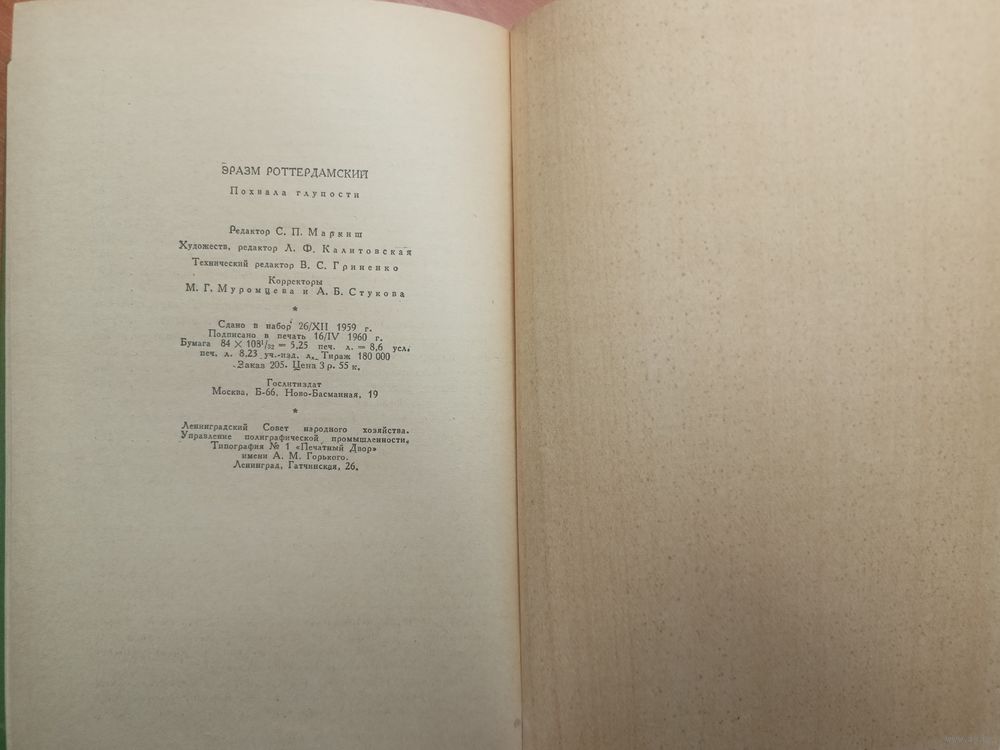 ЭРАЗМ РОТТЕРДАМСКИЙ
Похвала глупости
Редактор С. П. Маркиш
Художеств, редактор Л. Ф. Калитовская
Технический редактор В. С. Гриненко
Корректоры
М. Г. Муромцева и А. Б. Стукова
*
Сдано в набор 26/XII 1959 г.
Подписано в печать 16/IV 1960 г.
Бумага 84 × 108¹/₃₂ = 5,25 печ. л. = 8,6 усл.
печ. л. 8,23 уч.-изд. л. Тираж 180 000
Заказ 205. Цена 3 р. 55 к.
Гослитиздат
Москва, Б-66, Ново-Басманная, 19
*
Ленинградский Совет народного хозяйства.
Управление полиграфической промышленности.
Типография № 1 «Печатный Двор»
имени А. М. Горького.
Ленинград, Гатчинская, 26.